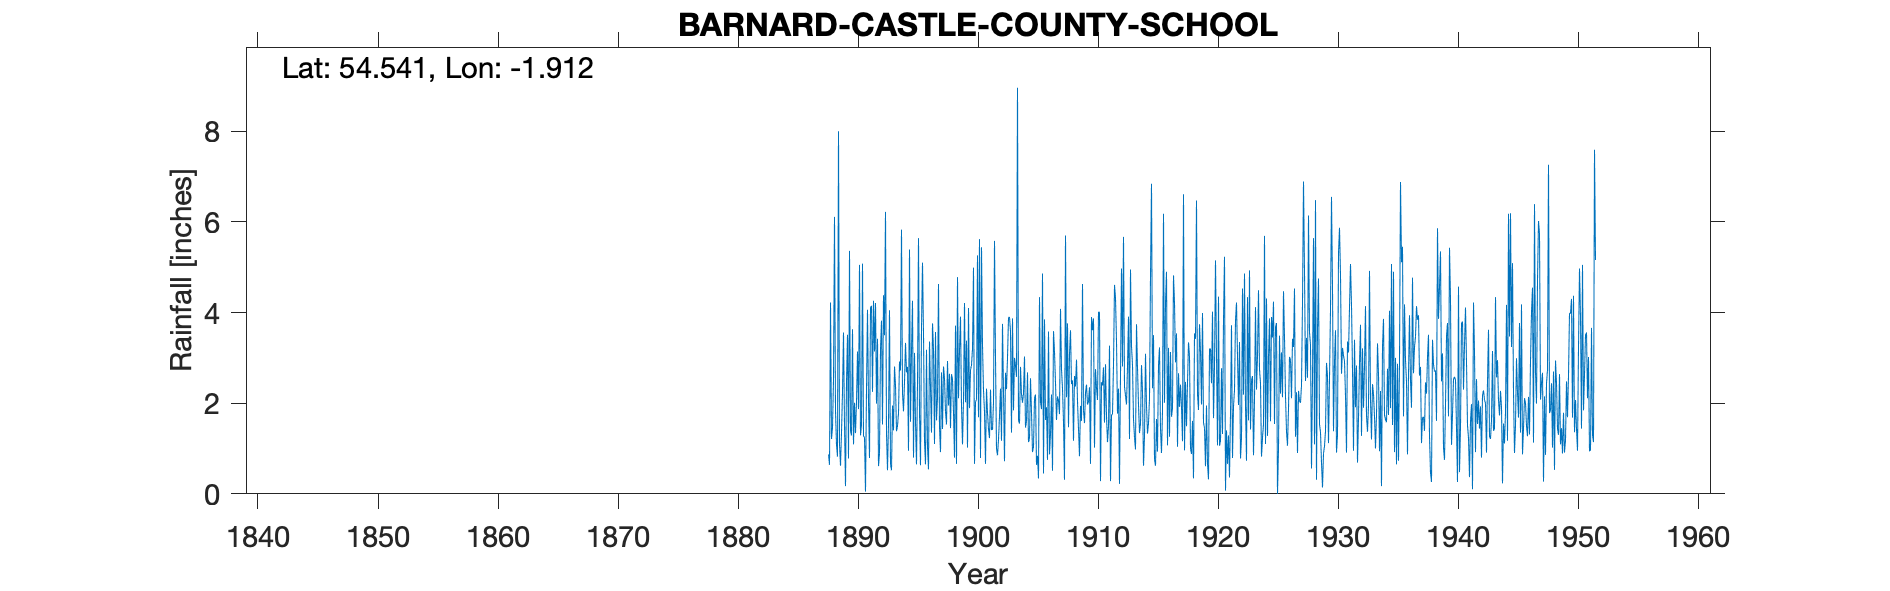 BARNARD-CASTLE-COUNTY-SCHOOL
Lat: 54.541, Lon: -1.912
Rainfall [inches]
8
6
4
2
0
1840 1850 1860 1870 1880 1890 1900 1910 1920 1930 1940 1950 1960
Year